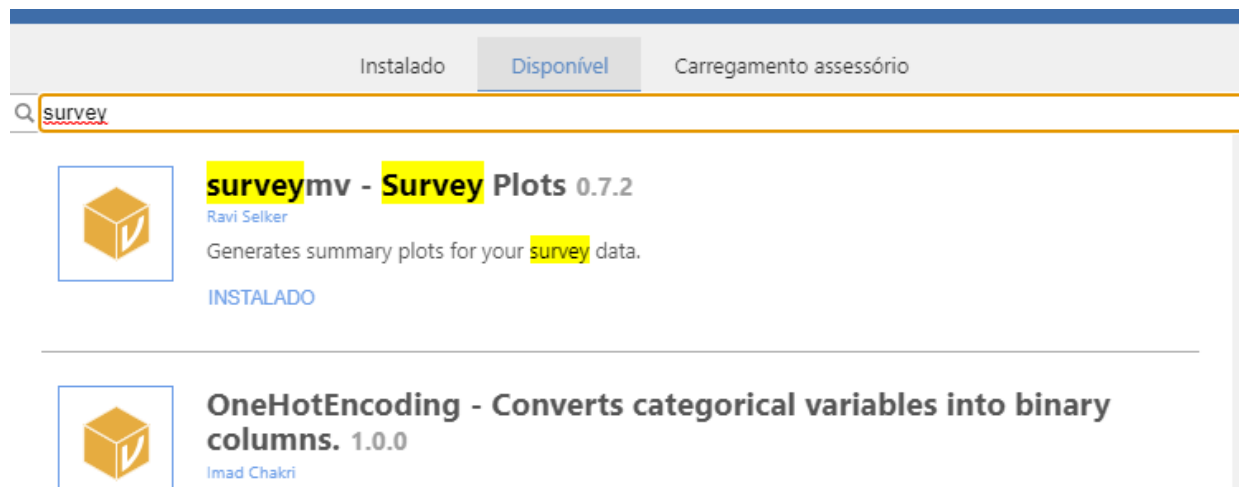 Instalado Disponível Carregamento assessório
survey
surveymv - Survey Plots 0.7.2
Ravi Selker
Generates summary plots for your survey data.
INSTALADO
OneHotEncoding - Converts categorical variables into binary
columns. 1.0.0
Imad Chakri